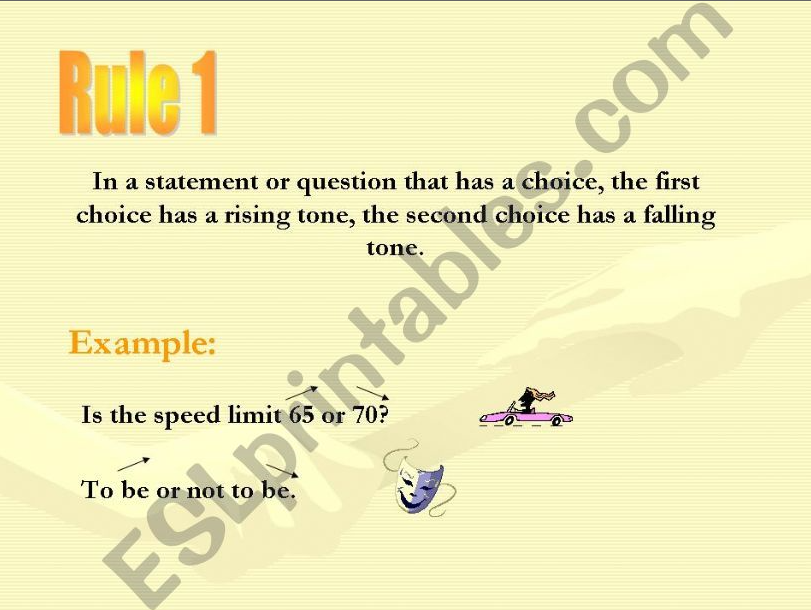 Rule 1
In a statement or question that has a choice, the first
choice has a rising tone, the second choice has a falling
tone.
Example:
Is the speed limit 65 or 70?
To be or not to be.
ESLprintables.com